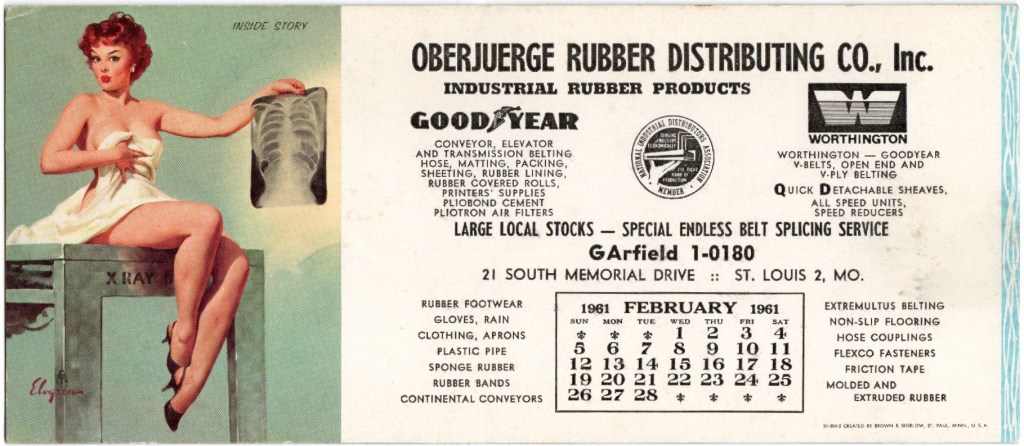 INSIDE STORY
X RAY
Elvgren
OBERJUERGE RUBBER DISTRIBUTING CO., Inc.
INDUSTRIAL RUBBER PRODUCTS
GOODYEAR
CONVEYOR, ELEVATOR
AND TRANSMISSION BELTING
HOSE, MATTING, PACKING,
SHEETING, RUBBER LINING,
RUBBER COVERED ROLLS,
PRINTERS' SUPPLIES
PLIOBOND CEMENT
PLIOTRON AIR FILTERS
NATIONAL INDUSTRIAL DISTRIBUTORS ASSOCIATION
MEMBER
W
WORTHINGTON
WORTHINGTON — GOODYEAR
V-BELTS, OPEN END AND
V-PLY BELTING
QUICK DETACHABLE SHEAVES,
ALL SPEED UNITS,
SPEED REDUCERS
LARGE LOCAL STOCKS — SPECIAL ENDLESS BELT SPLICING SERVICE
GArfield 1-0180
21 SOUTH MEMORIAL DRIVE :: ST. LOUIS 2, MO.
RUBBER FOOTWEAR
GLOVES, RAIN
CLOTHING, APRONS
PLASTIC PIPE
SPONGE RUBBER
RUBBER BANDS
CONTINENTAL CONVEYORS
1961 FEBRUARY 1961
SUN MON TUE WED THU FRI SAT
1 2 3 4
5 6 7 8 9 10 11
12 13 14 15 16 17 18
19 20 21 22 23 24 25
26 27 28
EXTREMULTUS BELTING
NON-SLIP FLOORING
HOSE COUPLINGS
FLEXCO FASTENERS
FRICTION TAPE
MOLDED AND
EXTRUDED RUBBER
CREATED BY BROWN & BIGELOW, ST. PAUL, MINN., U. S. A.